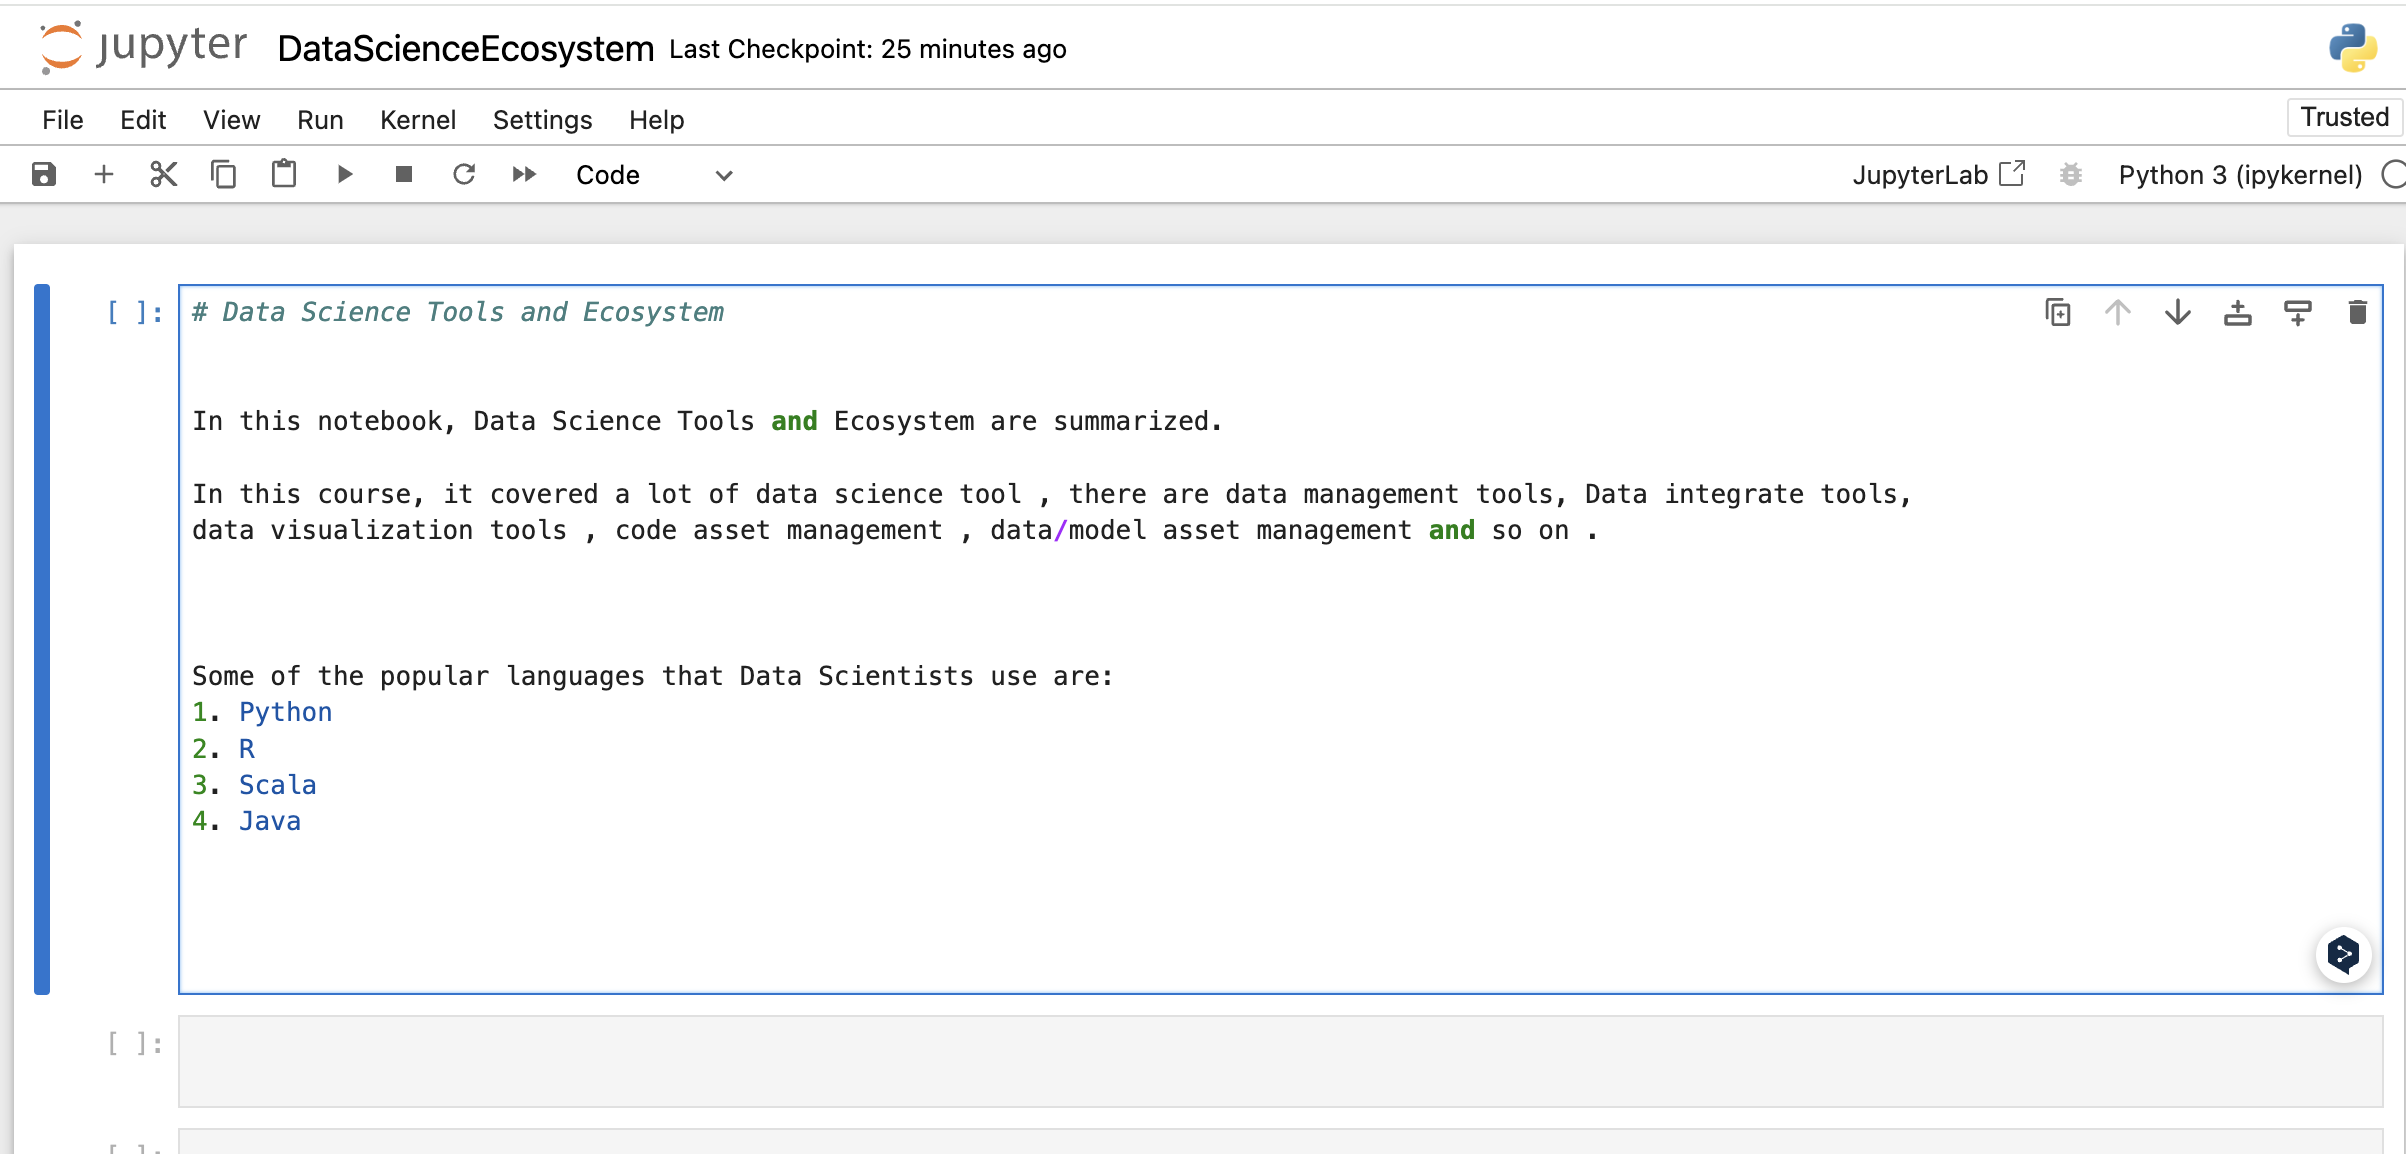 jupyter DataScienceEcosystem Last Checkpoint: 25 minutes ago
File Edit View Run Kernel Settings Help Trusted
Code JupyterLab Python 3 (ipykernel)
[ ]: # Data Science Tools and Ecosystem
In this notebook, Data Science Tools and Ecosystem are summarized.
In this course, it covered a lot of data science tool , there are data management tools, Data integrate tools,
data visualization tools , code asset management , data/model asset management and so on .
Some of the popular languages that Data Scientists use are:
1. Python
2. R
3. Scala
4. Java
[ ]:
[ ]: